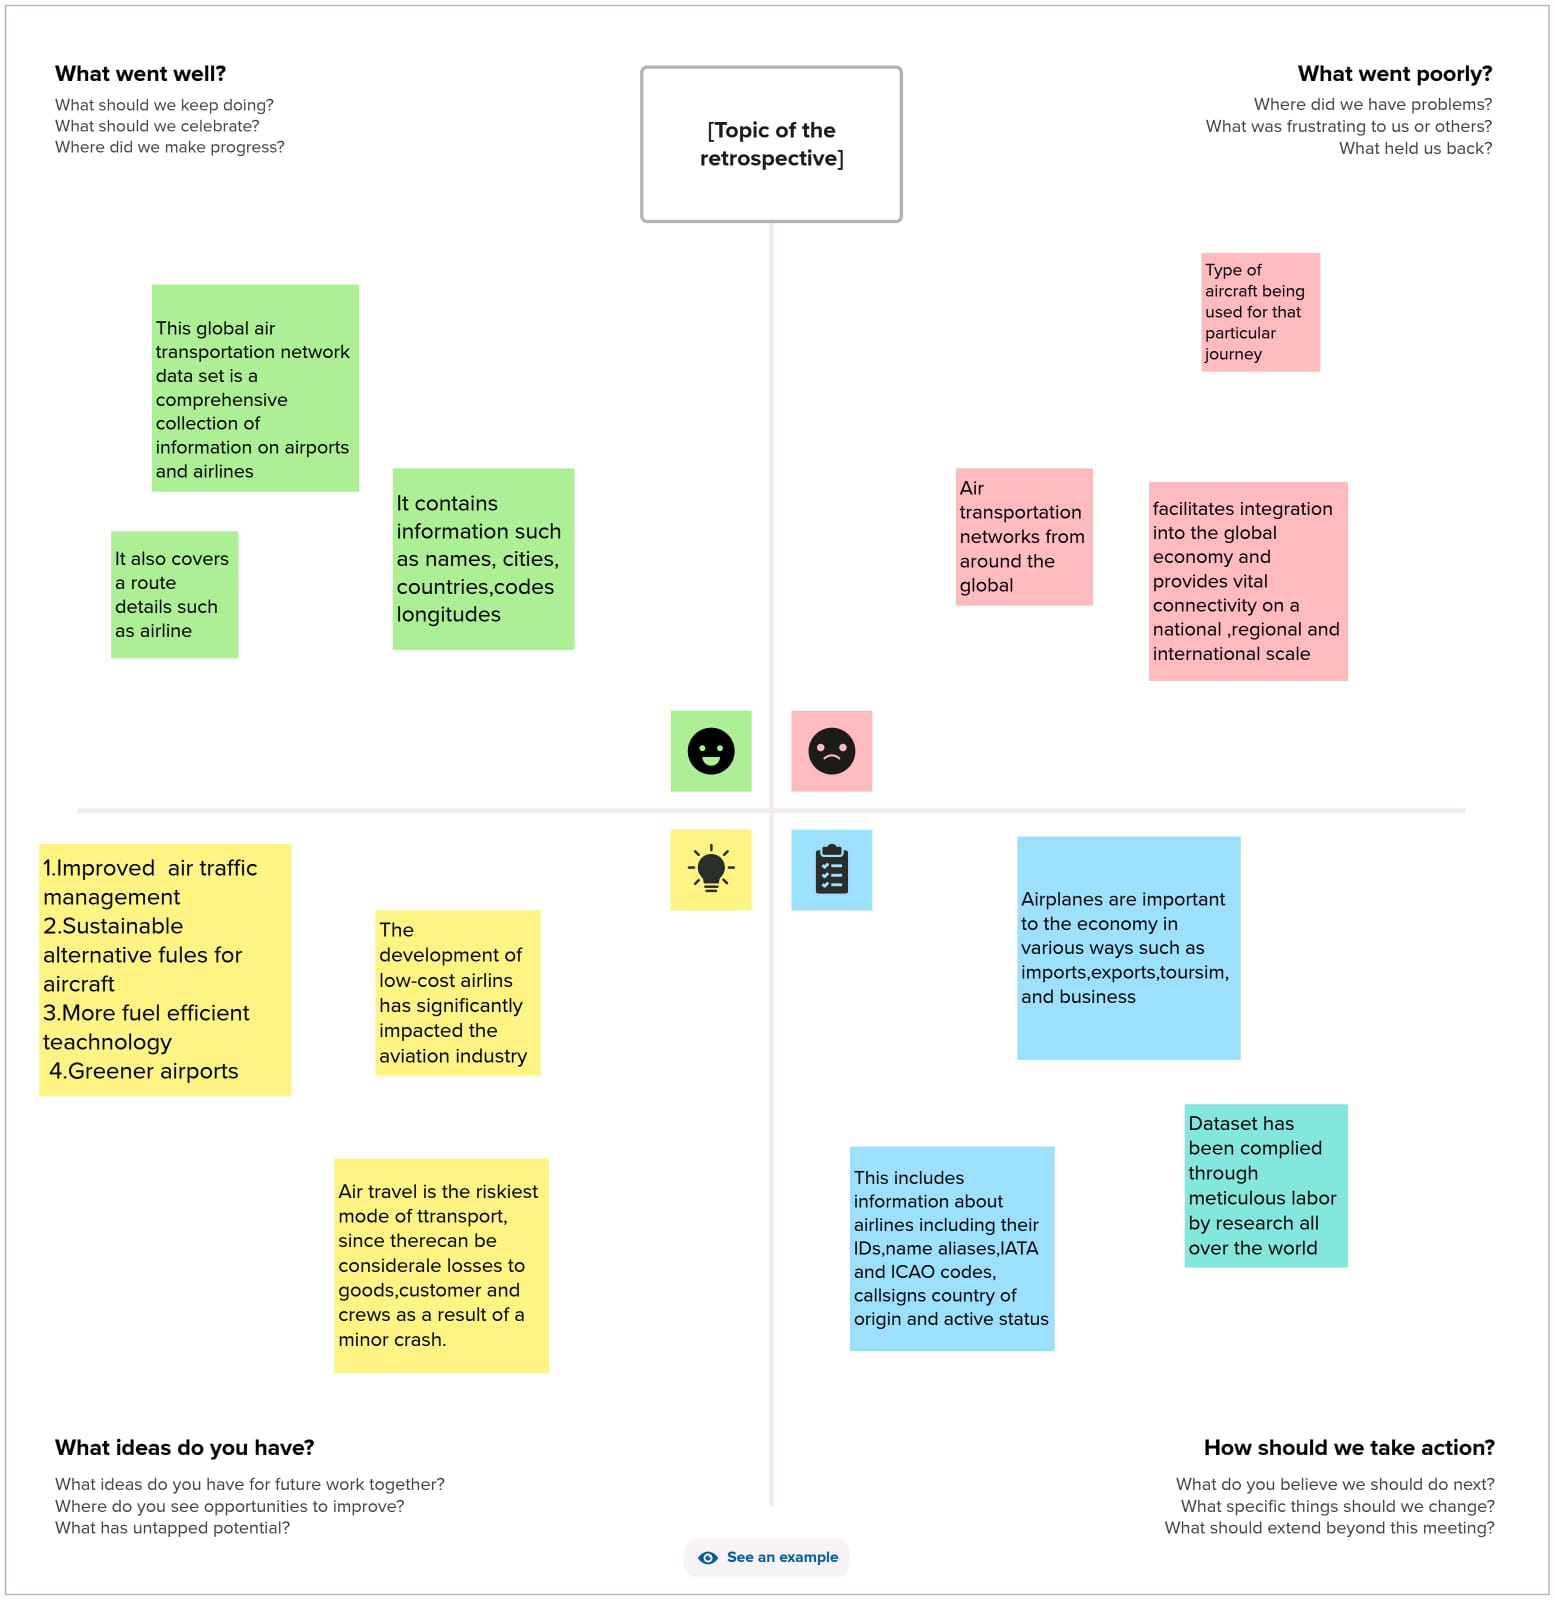 What went well?
What should we keep doing?
What should we celebrate?
Where did we make progress?
[Topic of the
retrospective]
What went poorly?
Where did we have problems?
What was frustrating to us or others?
What held us back?
This global air
transportation network
data set is a
comprehensive
collection of
information on airports
and airlines
It contains
information such
as names, cities,
countries,codes
longitudes
It also covers
a route
details such
as airline
Type of
aircraft being
used for that
particular
journey
Air
transportation
networks from
around the
global
facilitates integration
into the global
economy and
provides vital
connectivity on a
national ,regional and
international scale
1.Improved  air traffic
management
2.Sustainable
alternative fules for
aircraft
3.More fuel efficient
teachnology
4.Greener airports
The
development of
low-cost airlins
has significantly
impacted the
aviation industry
Air travel is the riskiest
mode of ttransport,
since therecan be
considerale losses to
goods,customer and
crews as a result of a
minor crash.
Airplanes are important
to the economy in
various ways such as
imports,exports,toursim,
and business
Dataset has
been complied
through
meticulous labor
by research all
over the world
This includes
information about
airlines including their
IDs,name aliases,IATA
and ICAO codes,
callsigns country of
origin and active status
What ideas do you have?
What ideas do you have for future work together?
Where do you see opportunities to improve?
What has untapped potential?
How should we take action?
What do you believe we should do next?
What specific things should we change?
What should extend beyond this meeting?
See an example